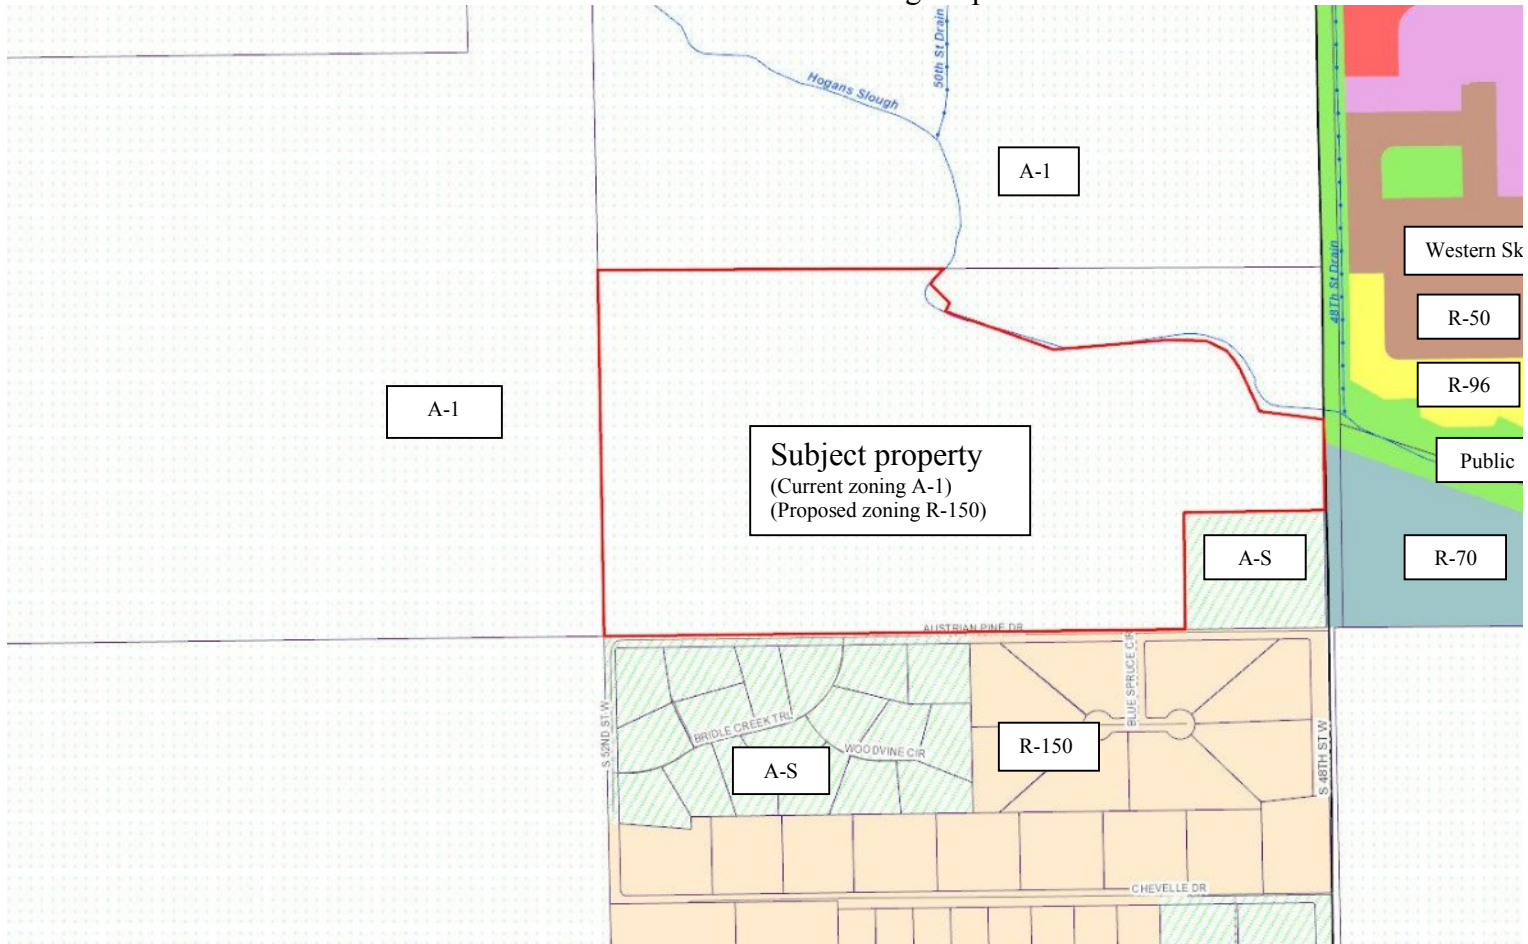 50th St Drain
Hogans Slough
A-1
Western Sk
48Th St Drain
R-50
R-96
A-1
Subject property
(Current zoning A-1)
(Proposed zoning R-150)
Public
A-S
R-70
AUSTRIAN PINE DR
BLUE SPRUCE CIR
S 52ND ST W
BRIDLE CREEK TRL
WOODVINE CIR
R-150
S 48TH ST W
A-S
CHEVELLE DR